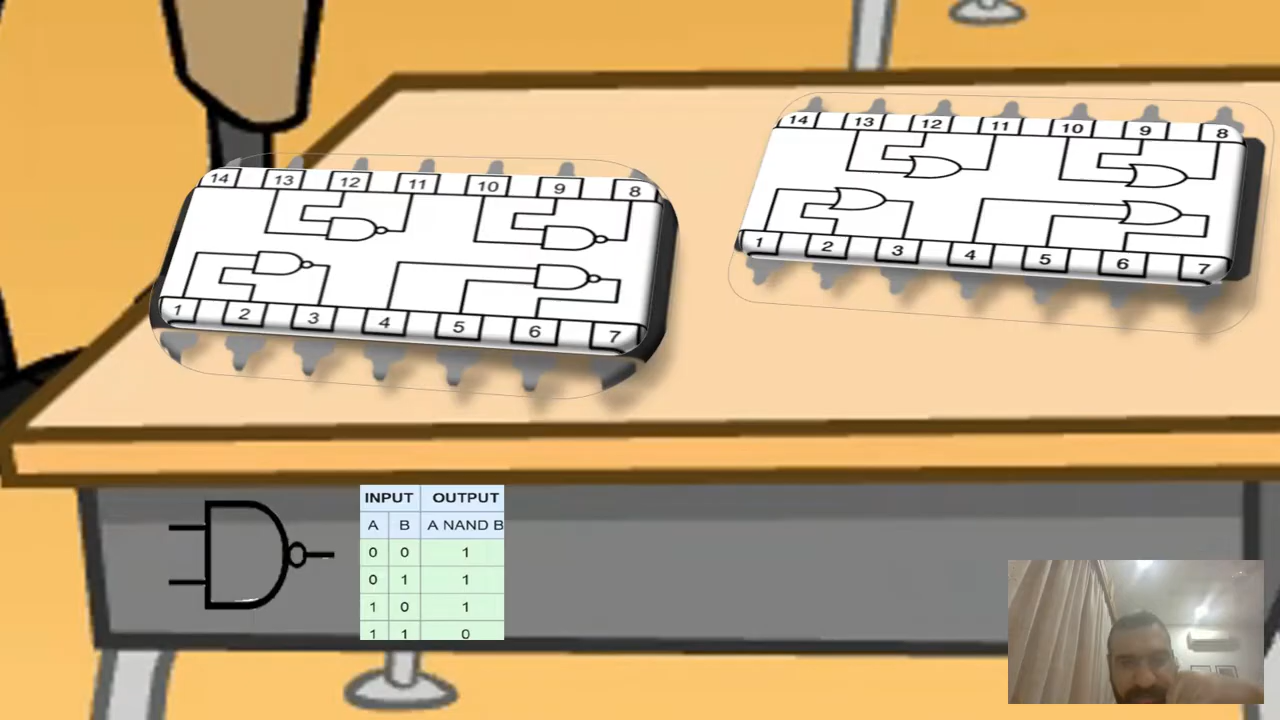 14 13 12 11 10 9 8
1 2 3 4 5 6 7
14 13 12 11 10 9 8
1 2 3 4 5 6 7
INPUT OUTPUT
A B A NAND B
0 0 1
0 1 1
1 0 1
1 1 0